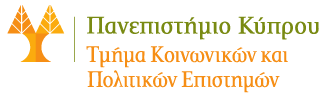 Πανεπιστήμιο Κύπρου
Τμήμα Κοινωνικών και
Πολιτικών Επιστημών